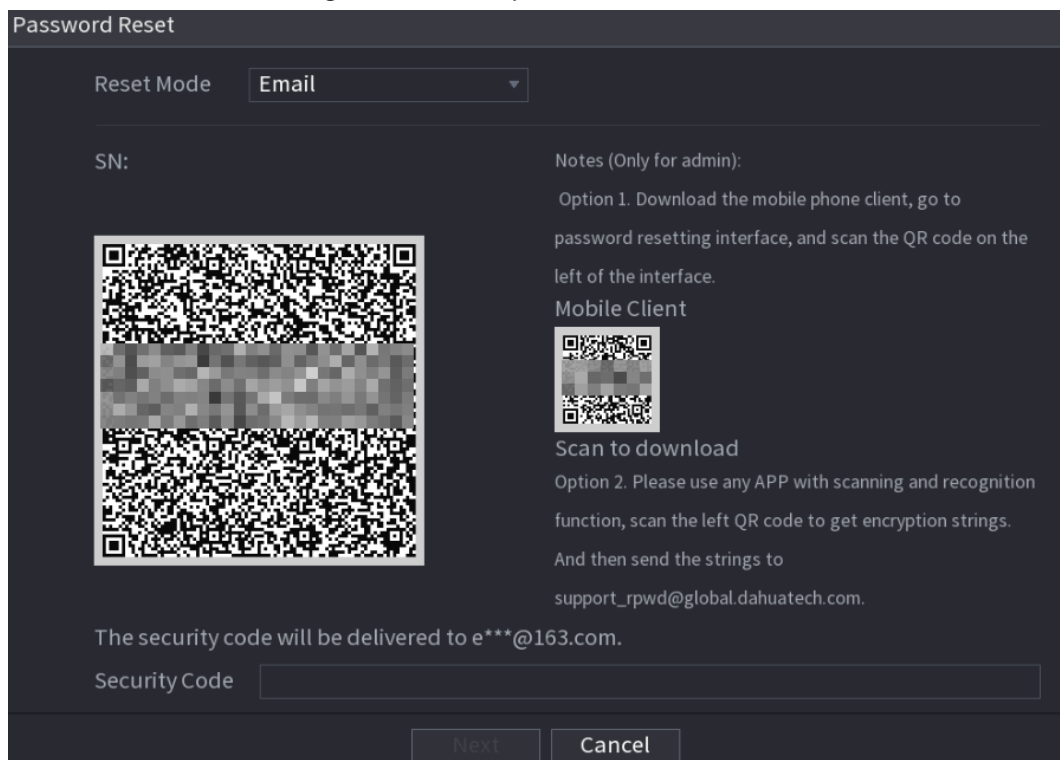 Password Reset
Reset Mode Email
SN:
Notes (Only for admin):
Option 1. Download the mobile phone client, go to
password resetting interface, and scan the QR code on the
left of the interface.
Mobile Client
Scan to download
Option 2. Please use any APP with scanning and recognition
function, scan the left QR code to get encryption strings.
And then send the strings to
support_rpwd@global.dahuatech.com.
The security code will be delivered to e***@163.com.
Security Code
Next Cancel